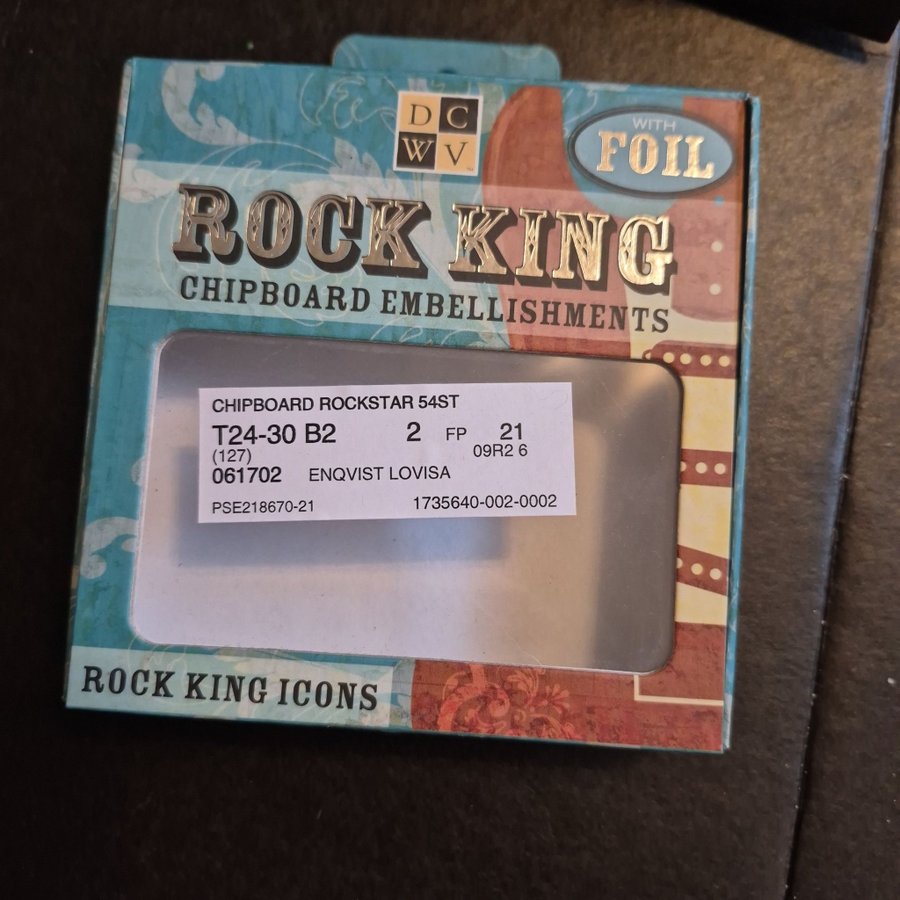 D C
W V
WITH
FOIL
ROCK KING
CHIPBOARD EMBELLISHMENTS
CHIPBOARD ROCKSTAR 54ST
T24-30 B2 2 FP 21
(127) 09R2 6
061702 ENQVIST LOVISA
PSE218670-21 1735640-002-0002
ROCK KING ICONS